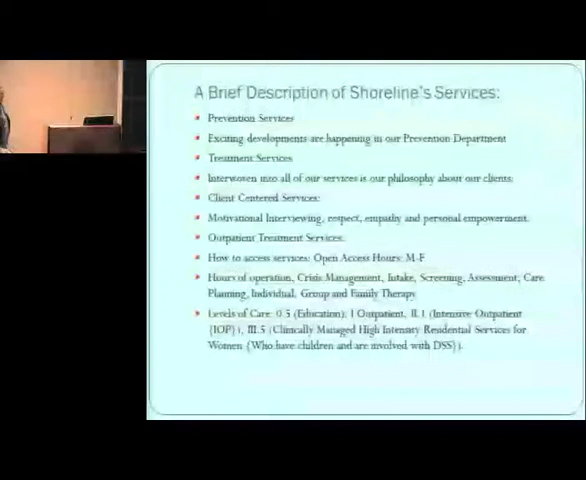 A Brief Description of Shoreline's Services:
Prevention Services
Exciting developments are happening in our Prevention Department
Treatment Services
Interwoven into all of our services is our philosophy about our clients.
Client Centered Services:
Motivational Interviewing, respect, empathy and personal empowerment.
Outpatient Treatment Services:
How to access services: Open Access Hours: M-F
Hours of operation, Crisis Management, Intake, Screening, Assessment, Care
Planning, Individual, Group and Family Therapy
Levels of Care: 0.5 (Education), I Outpatient, II.1 (Intensive Outpatient
{IOP}), III.5 (Clinically Managed High Intensity Residential Services for
Women {Who have children and are involved with DSS}).